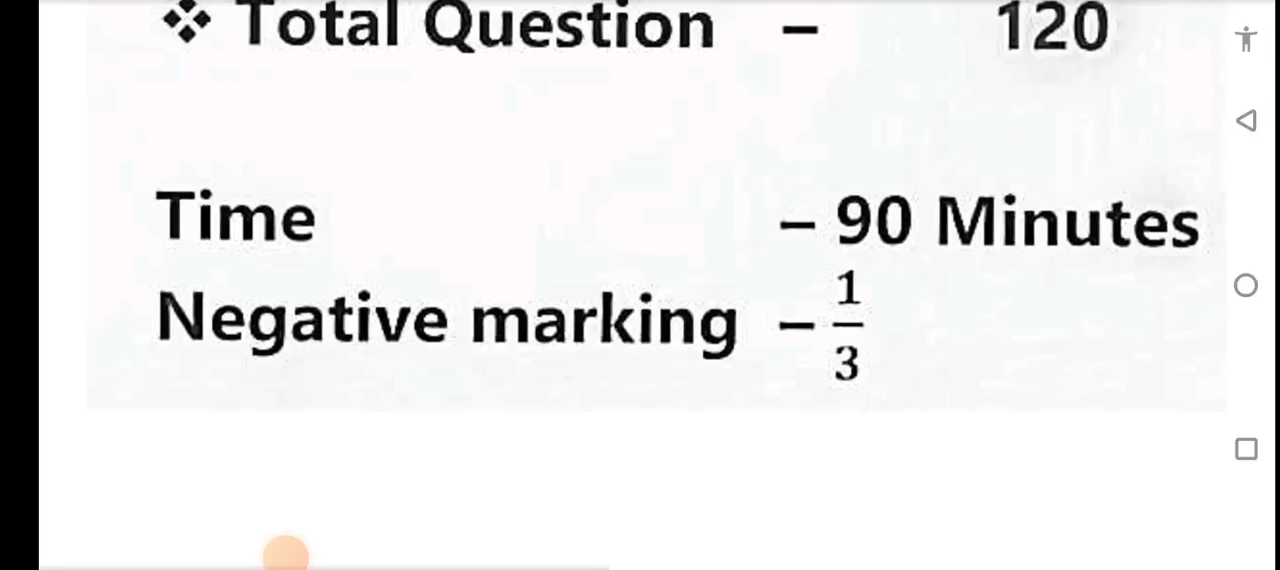 ❖ Total Question – 120
Time – 90 Minutes
Negative marking – 1/3